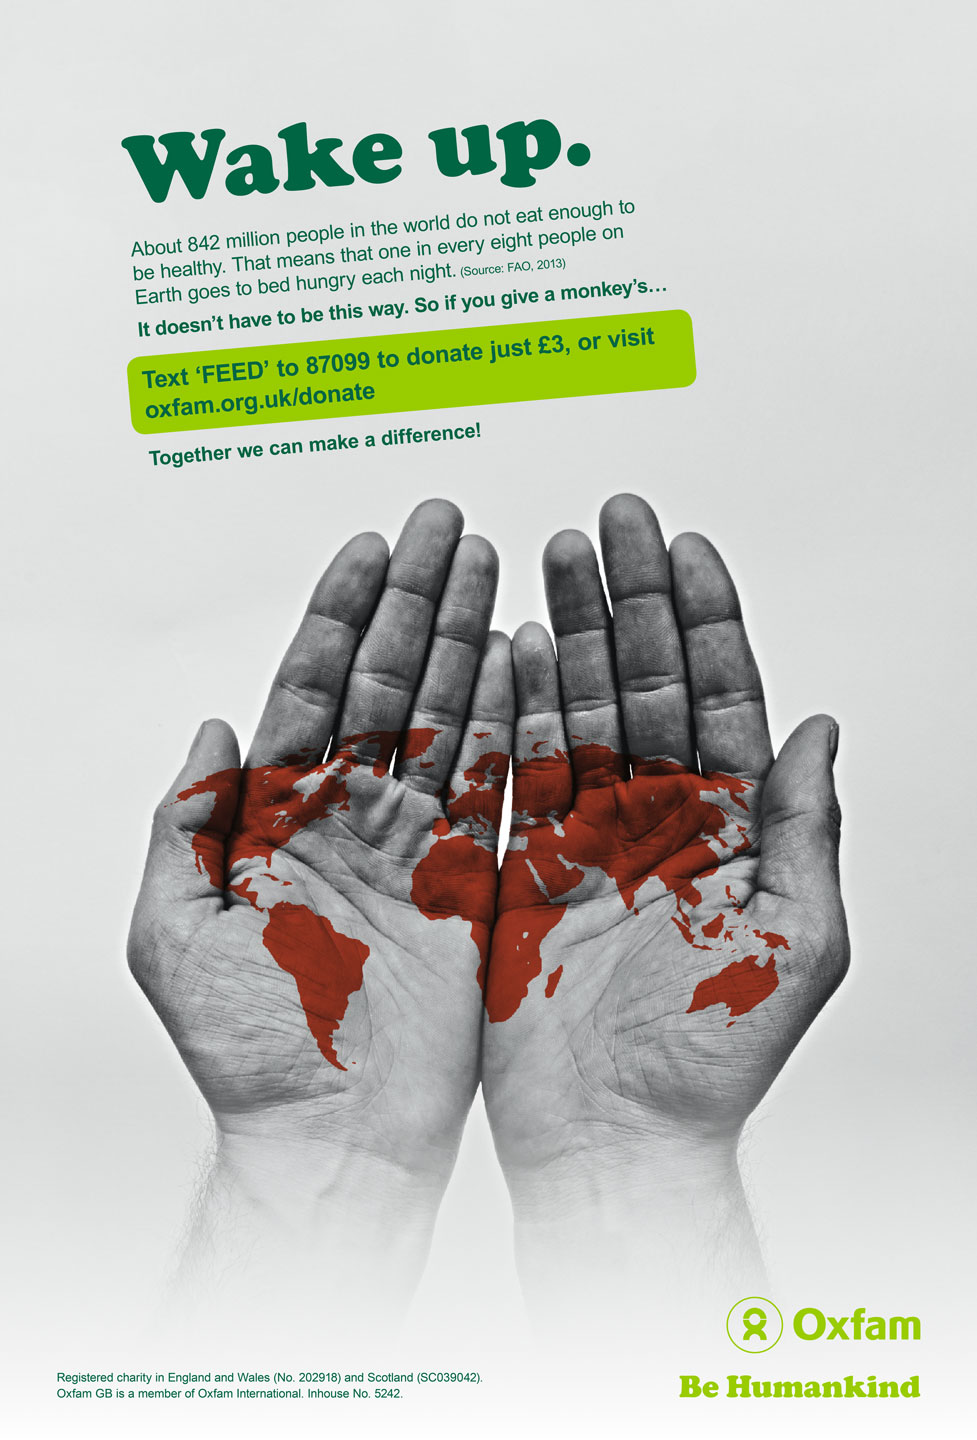 Wake up.
About 842 million people in the world do not eat enough to
be healthy. That means that one in every eight people on
Earth goes to bed hungry each night. (Source: FAO, 2013)
It doesn’t have to be this way. So if you give a monkey’s...
Text ‘FEED’ to 87099 to donate just £3, or visit
oxfam.org.uk/donate
Together we can make a difference!
Oxfam
Be Humankind
Registered charity in England and Wales (No. 202918) and Scotland (SC039042).
Oxfam GB is a member of Oxfam International. Inhouse No. 5242.